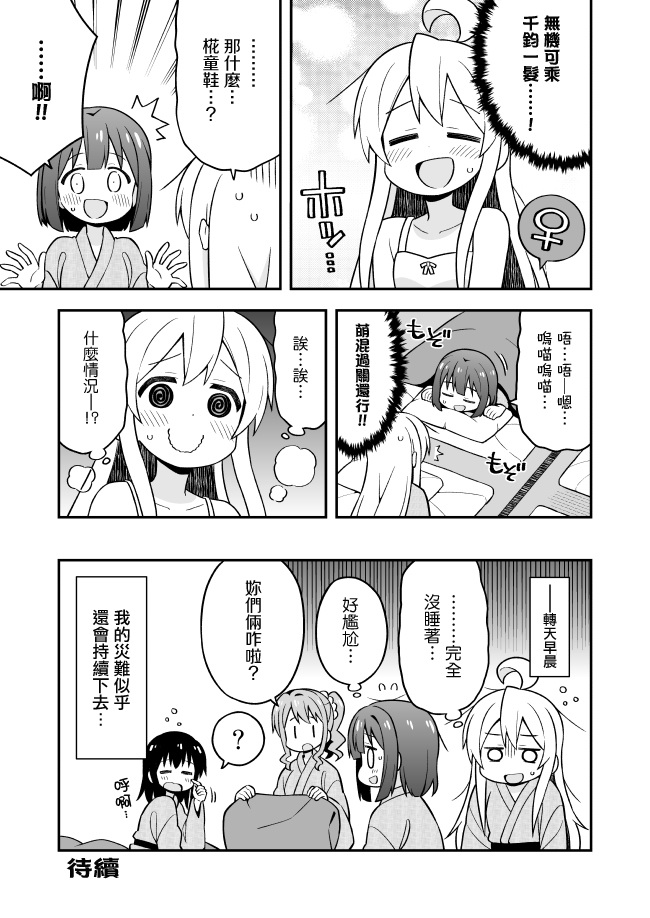 無機可乘
千鈞一髮……!
ホッ……
………
那什麼…
椛童鞋…?
……啊!!
唔…唔—嗯…
嗚喵嗚喵…
もぞ
もぞ
萌混過關還行!!
誒…誒…
什麼情況——!?
——轉天早晨
………完全
沒睡著…
好尷尬…
妳們倆咋啦?
?
呼啊…
我的災難似乎
還會持續下去…
待續